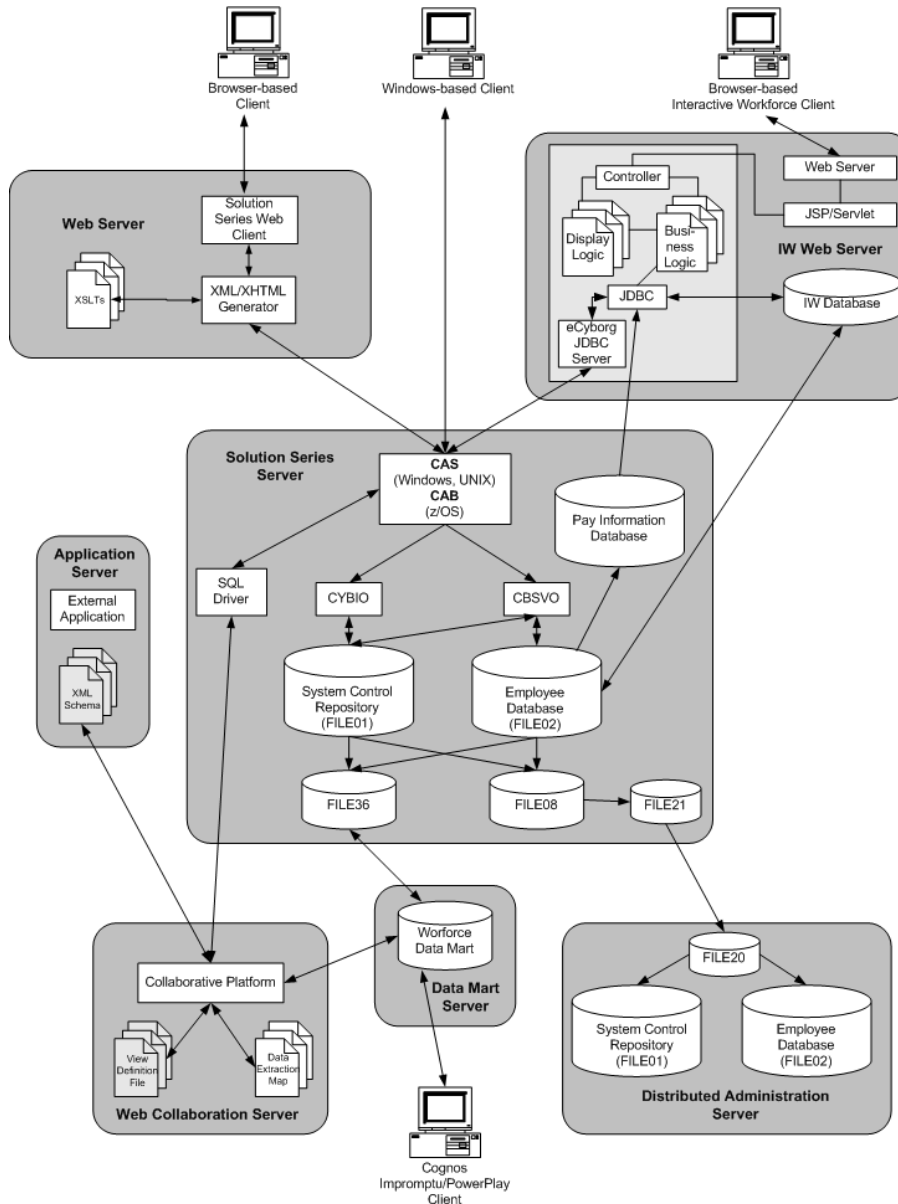 Browser-based
Client
Windows-based Client
Browser-based
Interactive Workforce Client
Web Server
Solution
Series Web
Client
XSLTs
XML/XHTML
Generator
Controller
Web Server
JSP/Servlet
Display
Logic
Busi-
ness
Logic
IW Web Server
JDBC
IW Database
eCyborg
JDBC
Server
Solution Series
Server
CAS
(Windows, UNIX)
CAB
(z/OS)
Pay Information
Database
Application
Server
External
Application
XML
Schema
SQL
Driver
CYBIO
CBSVO
System Control
Repository
(FILE01)
Employee
Database
(FILE02)
FILE36
FILE08
FILE21
Worforce
Data Mart
Data Mart
Server
Collaborative Platform
View
Definition
File
Data
Extraction
Map
Web Collaboration Server
FILE20
System Control
Repository
(FILE01)
Employee
Database
(FILE02)
Distributed Administration
Server
Cognos
Impromptu/PowerPlay
Client